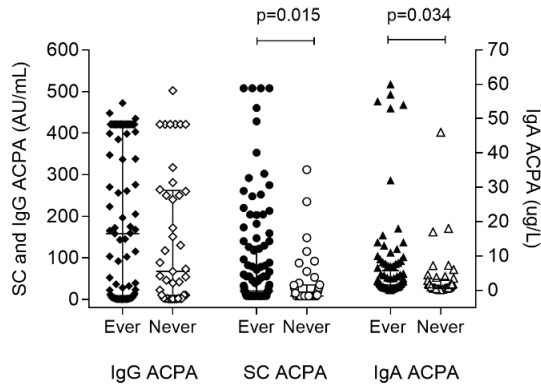 p=0.015
p=0.034
SC and IgG ACPA (AU/mL)
600
500
400
300
200
100
0
70
60
50
40
30
20
10
0
IgA ACPA (ug/L)
Ever Never Ever Never Ever Never
IgG ACPA SC ACPA IgA ACPA